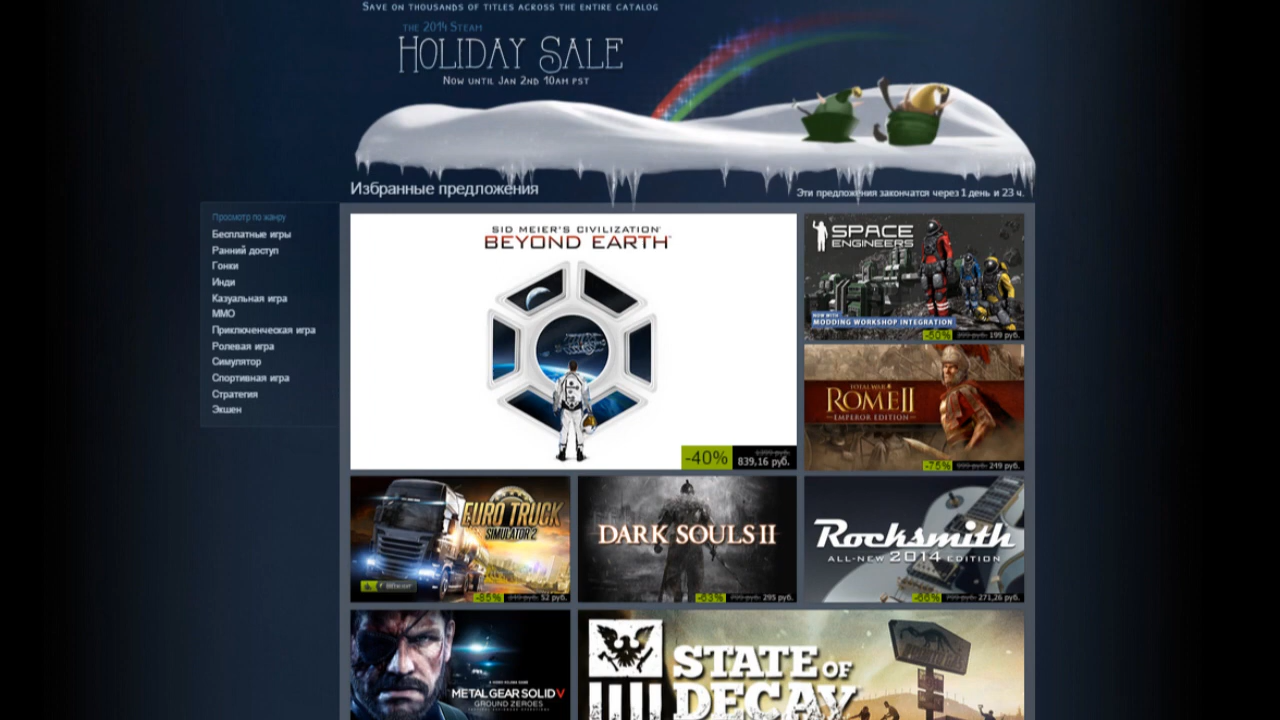 Save on thousands of titles across the entire catalog
the 2014 Steam
Holiday Sale
Now until Jan 2nd 10am pst
Избранные предложения
Эти предложения закончатся через 1 день и 23 ч.
Просмотр по жанру
Бесплатные игры
Ранний доступ
Гонки
Инди
Казуальная игра
ММО
Приключенческая игра
Ролевая игра
Симулятор
Спортивная игра
Стратегия
Экшен
SID MEIER'S CIVILIZATION
BEYOND EARTH
-40%
839,16 руб.
SPACE
ENGINEERS
NOW WITH
MODDING WORKSHOP INTEGRATION
199 руб.
TOTAL WAR
ROME II
EMPEROR EDITION
-75% 999 руб. 249 руб.
EURO TRUCK
SIMULATOR 2
-85% 52 руб.
DARK SOULS II
-63% 295 руб.
Rocksmith
ALL-NEW 2014 EDITION
-66% 271,26 руб.
METAL GEAR SOLID V
GROUND ZEROES
STATE OF
DECAY